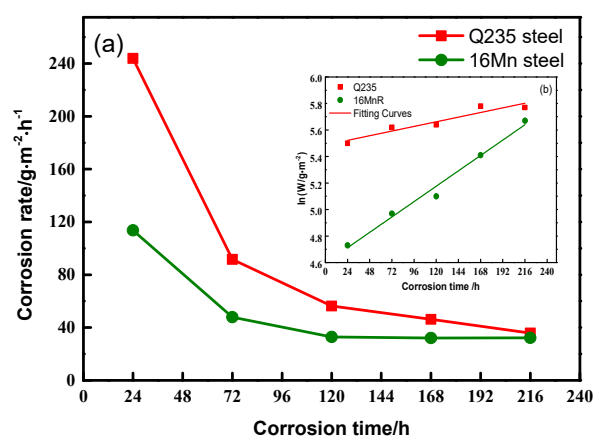 (a)
Q235 steel
16Mn steel
Corrosion rate/g·m⁻²·h⁻¹
240
200
160
120
80
40
0
0 24 48 72 96 120 144 168 192 216 240
Corrosion time/h
(b)
Q235
16MnR
Fitting Curves
ln(W/g·m⁻²)
6.0
5.8
5.6
5.4
5.2
5.0
4.8
4.6
0 24 48 72 96 120 144 168 192 216 240
Corrosion time /h